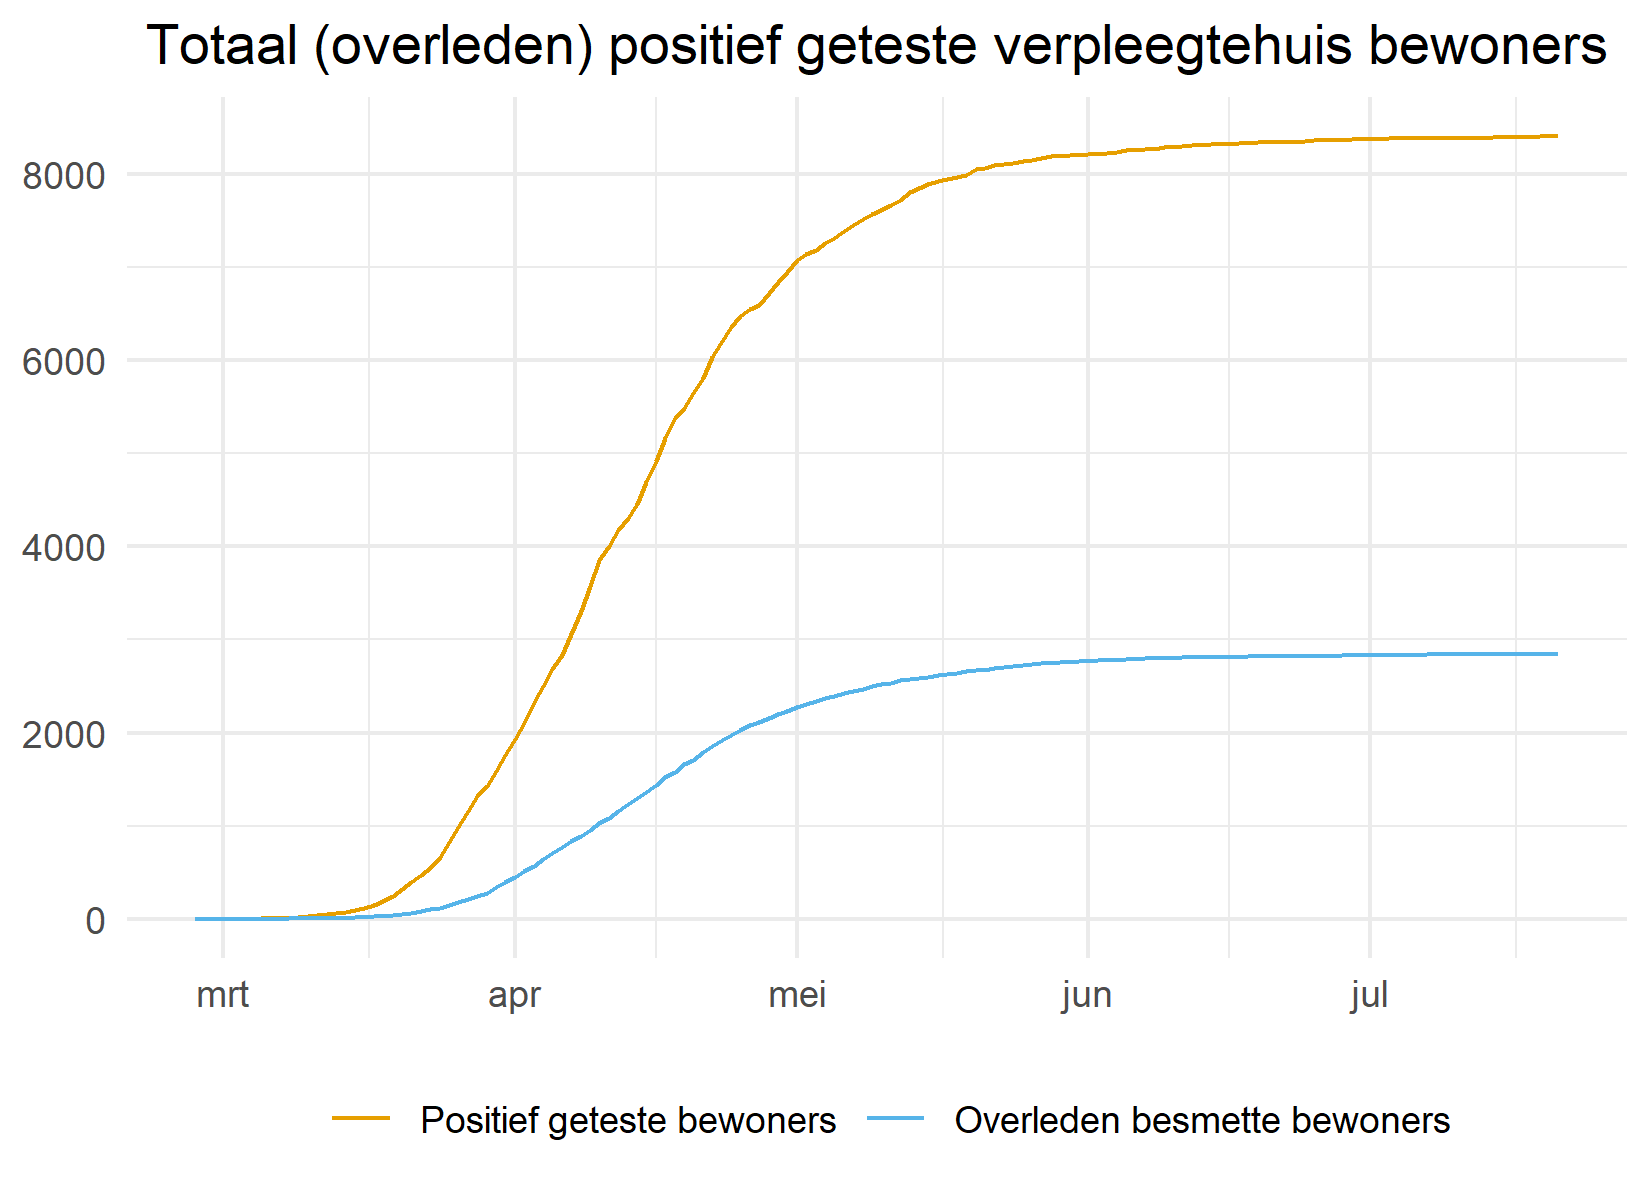 Totaal (overleden) positief geteste verpleegtehuis bewoners
8000
6000
4000
2000
0
mrt apr mei jun jul
Positief geteste bewoners Overleden besmette bewoners